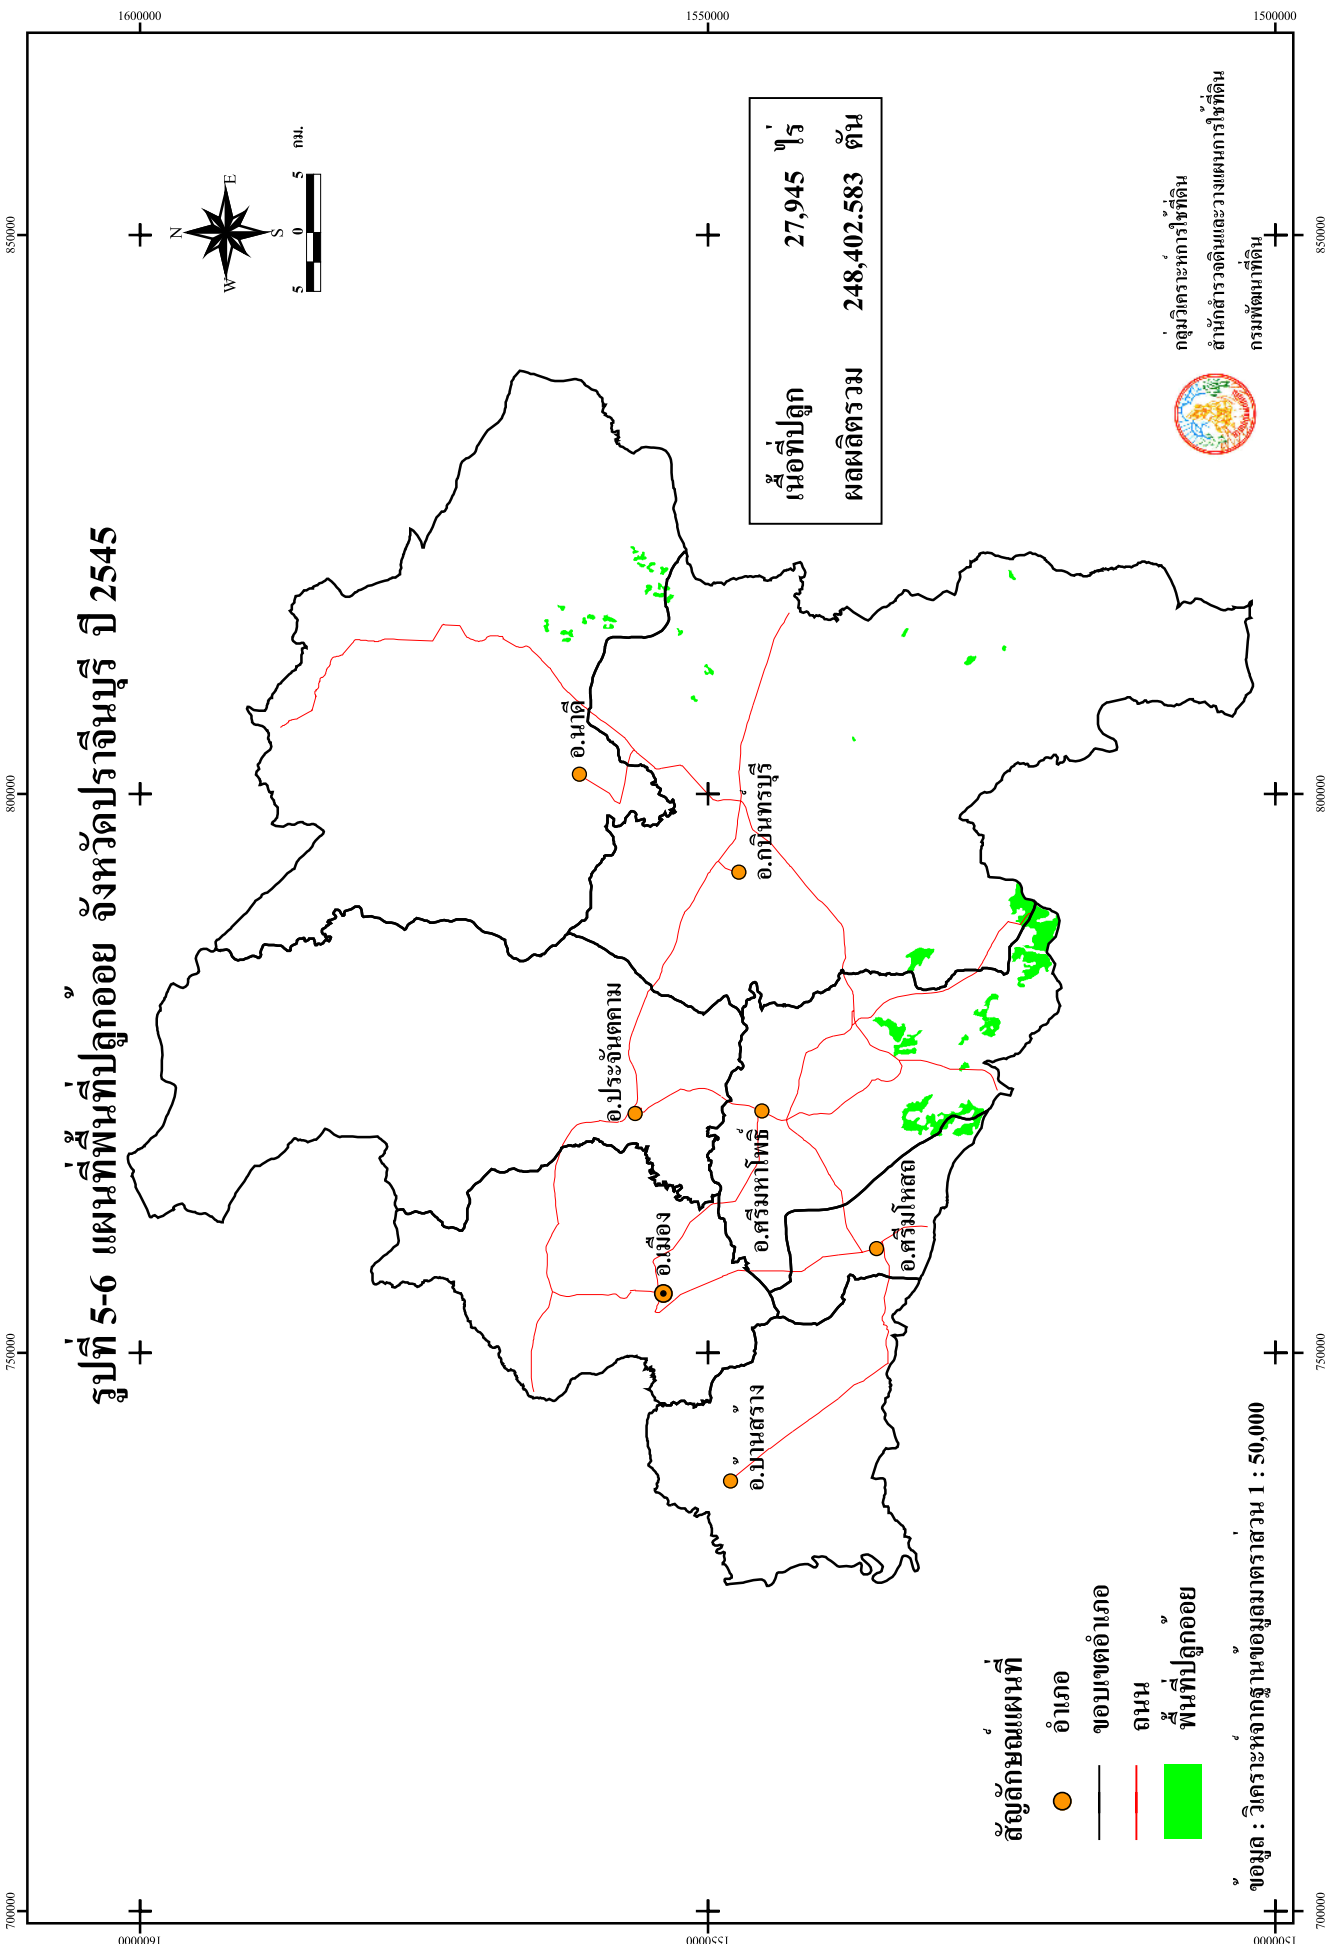 รูปที่ 5-6 แผนที่พื้นที่ปลูกอ้อย จังหวัดปราจีนบุรี ปี 2545
700000
750000
800000
850000
1600000
1600000
N
W
E
S
5
0
5
กม.
อ.นาดี
อ.ประจันตคาม
อ.เมือง
อ.กบินทร์บุรี
อ.ศรีมหาโพธิ์
อ.บ้านสร้าง
อ.ศรีมโหสถ
1550000
1550000
เนื้อที่ปลูก 27,945 ไร่
ผลผลิตรวม 248,402.583 ตัน
สัญลักษณ์แผนที่
อำเภอ
ขอบเขตอำเภอ
ถนน
พื้นที่ปลูกอ้อย
กลุ่มวิเคราะห์การใช้ที่ดิน
สำนักสำรวจดินและวางแผนการใช้ที่ดิน
กรมพัฒนาที่ดิน
ข้อมูล : วิเคราะห์จากฐานข้อมูลมาตราส่วน 1 : 50,000
1500000
1500000
700000
750000
800000
850000